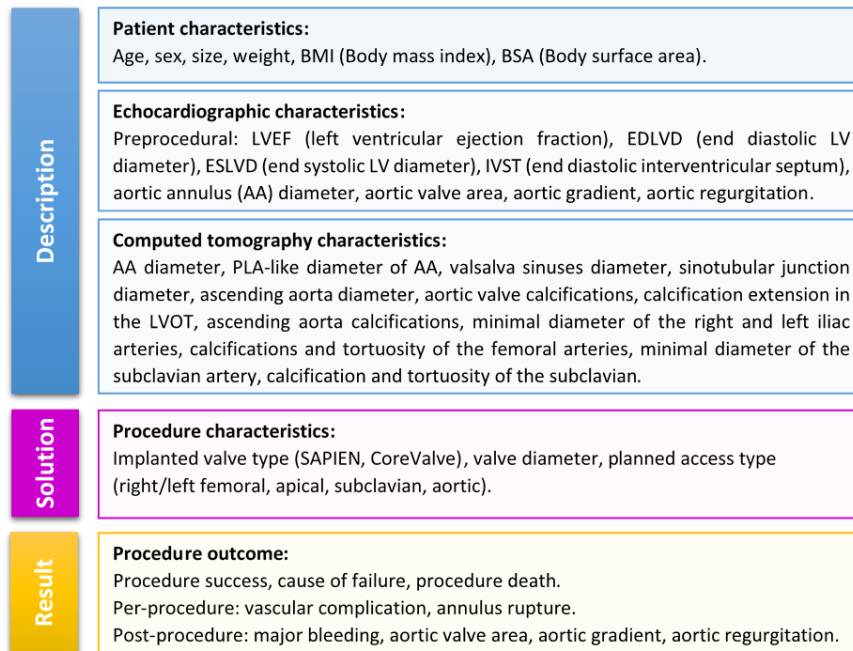 Description
Patient characteristics:
Age, sex, size, weight, BMI (Body mass index), BSA (Body surface area).
Echocardiographic characteristics:
Preprocedural: LVEF (left ventricular ejection fraction), EDLVD (end diastolic LV
diameter), ESLVD (end systolic LV diameter), IVST (end diastolic interventricular septum),
aortic annulus (AA) diameter, aortic valve area, aortic gradient, aortic regurgitation.
Computed tomography characteristics:
AA diameter, PLA-like diameter of AA, valsalva sinuses diameter, sinotubular junction
diameter, ascending aorta diameter, aortic valve calcifications, calcification extension in
the LVOT, ascending aorta calcifications, minimal diameter of the right and left iliac
arteries, calcifications and tortuosity of the femoral arteries, minimal diameter of the
subclavian artery, calcification and tortuosity of the subclavian.
Solution
Procedure characteristics:
Implanted valve type (SAPIEN, CoreValve), valve diameter, planned access type
(right/left femoral, apical, subclavian, aortic).
Result
Procedure outcome:
Procedure success, cause of failure, procedure death.
Per-procedure: vascular complication, annulus rupture.
Post-procedure: major bleeding, aortic valve area, aortic gradient, aortic regurgitation.